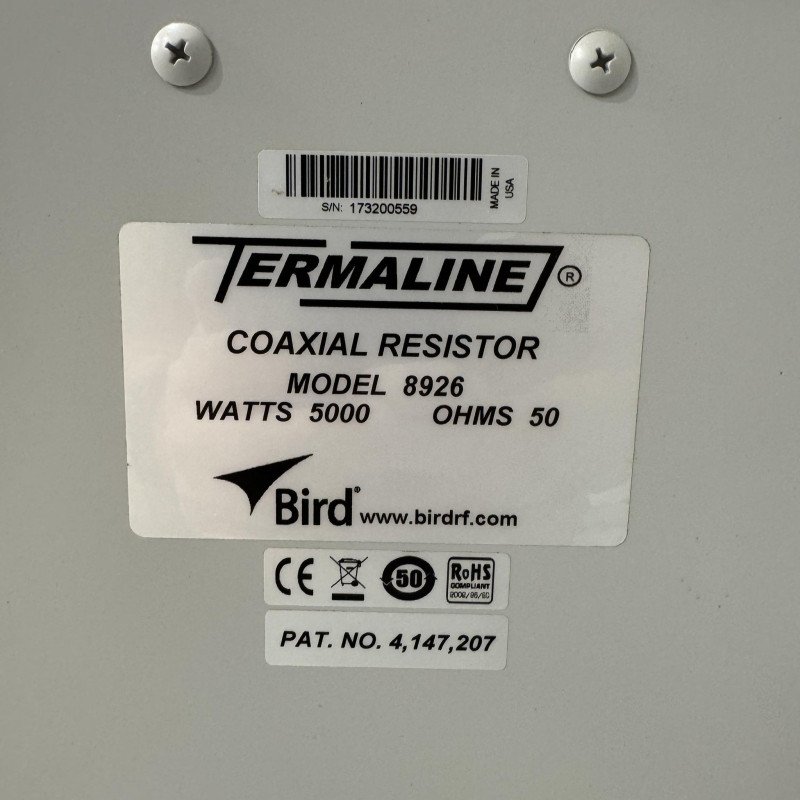 S/N: 173200559
MADE IN
USA
TERMALINE®
COAXIAL RESISTOR
MODEL 8926
WATTS 5000 OHMS 50
Bird® www.birdrf.com
CE 50 RoHS
COMPLIANT
PAT. NO. 4,147,207